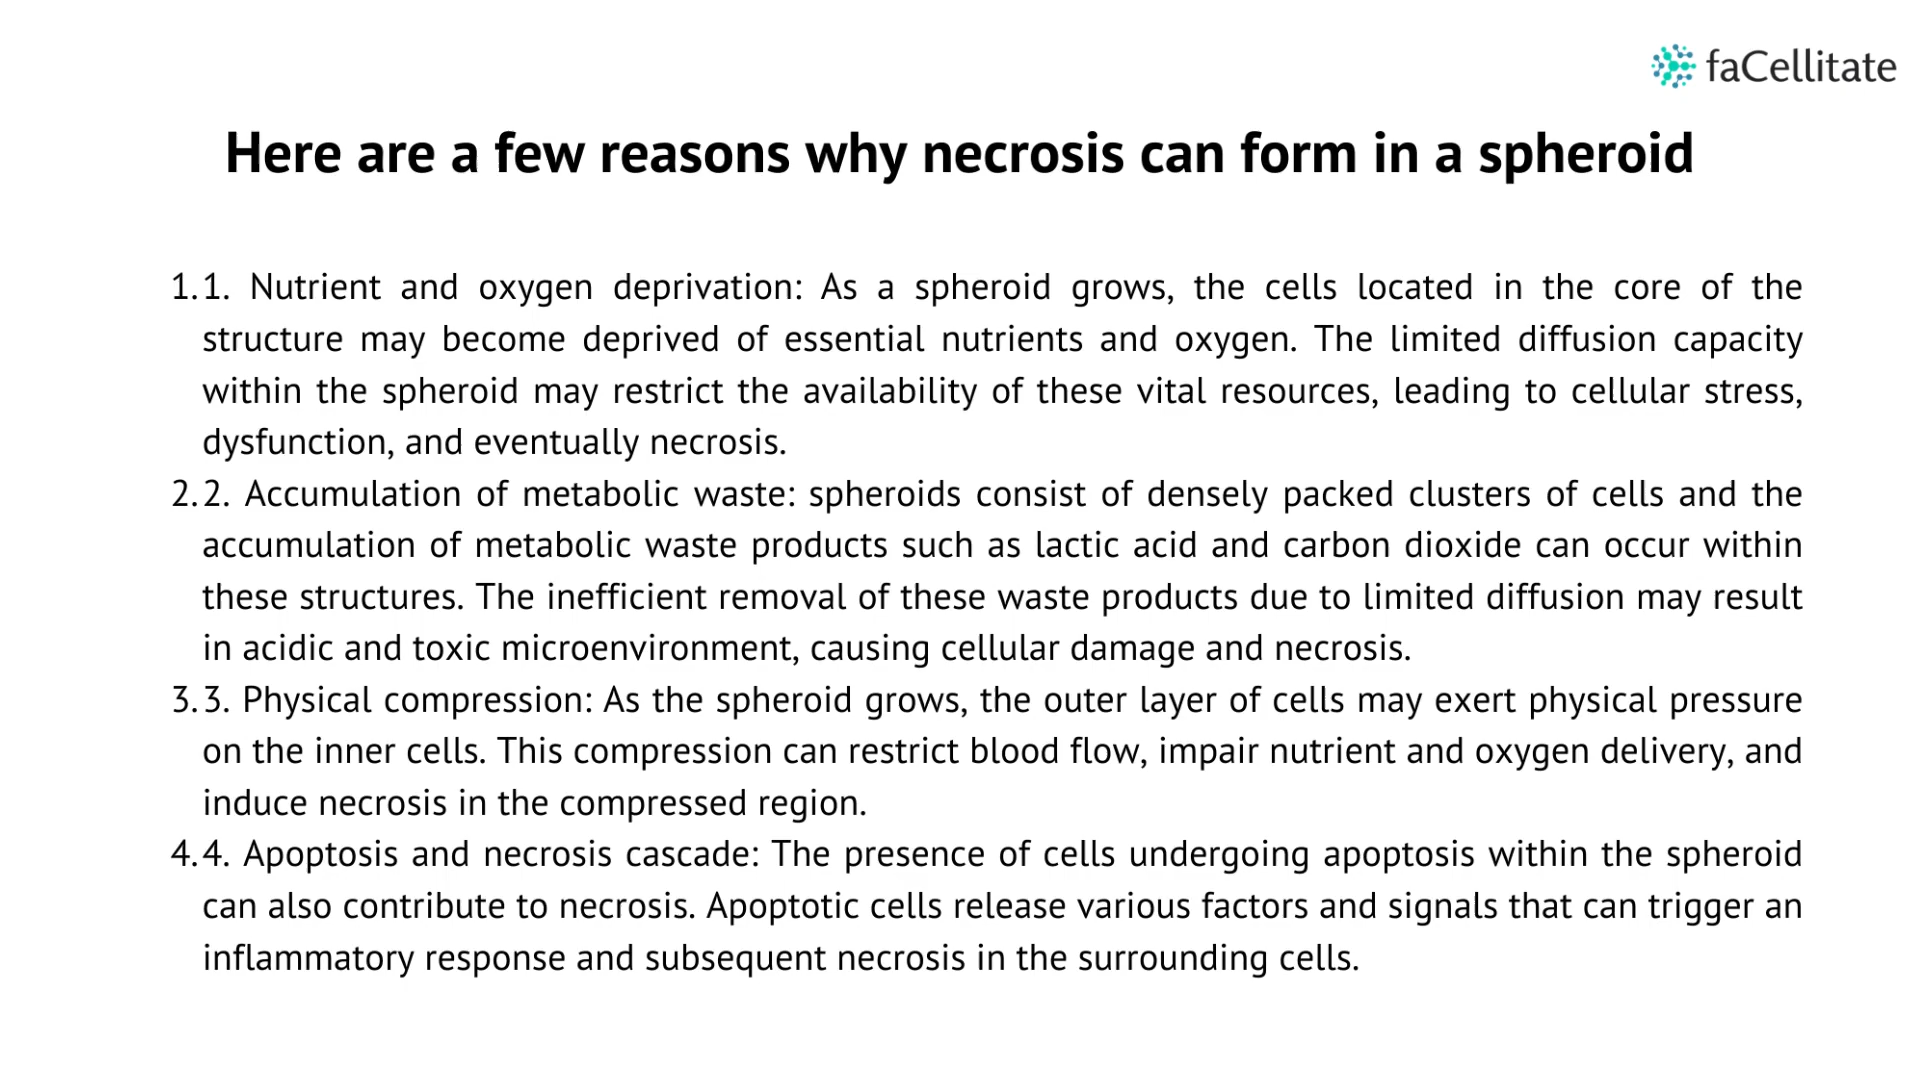 faCellitate
Here are a few reasons why necrosis can form in a spheroid
1. 1. Nutrient and oxygen deprivation: As a spheroid grows, the cells located in the core of the
structure may become deprived of essential nutrients and oxygen. The limited diffusion capacity
within the spheroid may restrict the availability of these vital resources, leading to cellular stress,
dysfunction, and eventually necrosis.
2. 2. Accumulation of metabolic waste: spheroids consist of densely packed clusters of cells and the
accumulation of metabolic waste products such as lactic acid and carbon dioxide can occur within
these structures. The inefficient removal of these waste products due to limited diffusion may result
in acidic and toxic microenvironment, causing cellular damage and necrosis.
3. 3. Physical compression: As the spheroid grows, the outer layer of cells may exert physical pressure
on the inner cells. This compression can restrict blood flow, impair nutrient and oxygen delivery, and
induce necrosis in the compressed region.
4. 4. Apoptosis and necrosis cascade: The presence of cells undergoing apoptosis within the spheroid
can also contribute to necrosis. Apoptotic cells release various factors and signals that can trigger an
inflammatory response and subsequent necrosis in the surrounding cells.